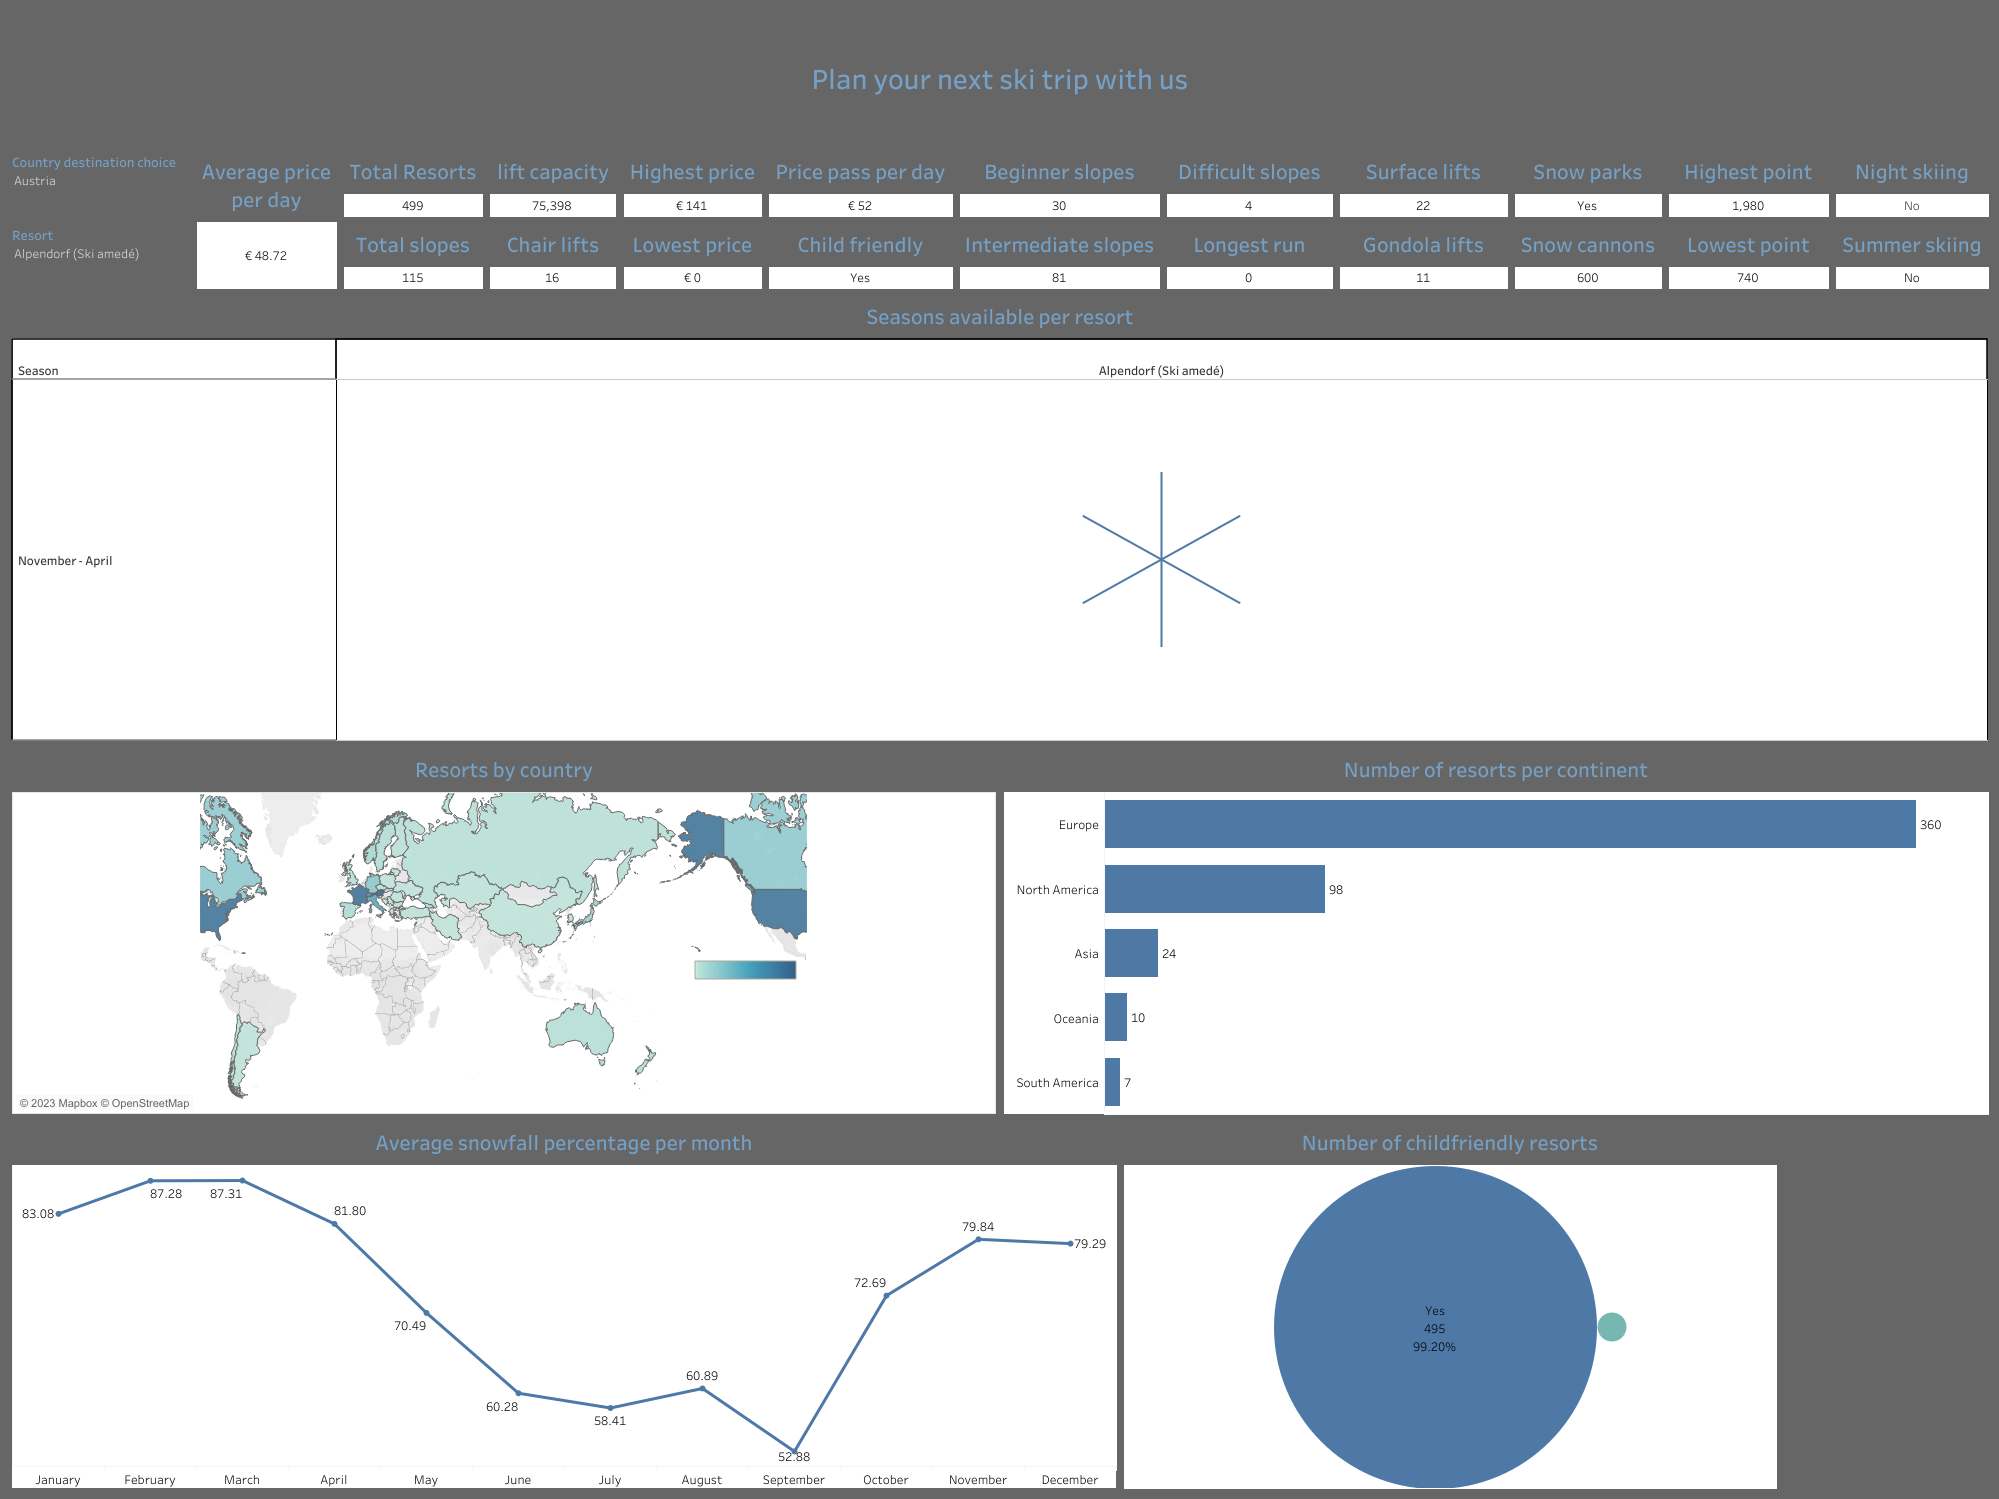 Plan your next ski trip with us
Country destination choice
Austria
Resort
Alpendorf (Ski amedé)
Average price
per day
€ 48.72
Total Resorts
499
lift capacity
75,398
Highest price
€ 141
Price pass per day
€ 52
Beginner slopes
30
Difficult slopes
4
Surface lifts
22
Snow parks
Yes
Highest point
1,980
Night skiing
No
Total slopes
115
Chair lifts
16
Lowest price
€ 0
Child friendly
Yes
Intermediate slopes
81
Longest run
0
Gondola lifts
11
Snow cannons
600
Lowest point
740
Summer skiing
No
Seasons available per resort
Season
Alpendorf (Ski amedé)
November - April
Resorts by country
© 2023 Mapbox © OpenStreetMap
Number of resorts per continent
Europe
360
North America
98
Asia
24
Oceania
10
South America
7
Average snowfall percentage per month
83.08
87.28
87.31
81.80
70.49
60.28
58.41
60.89
52.88
72.69
79.84
79.29
January
February
March
April
May
June
July
August
September
October
November
December
Number of childfriendly resorts
Yes
495
99.20%